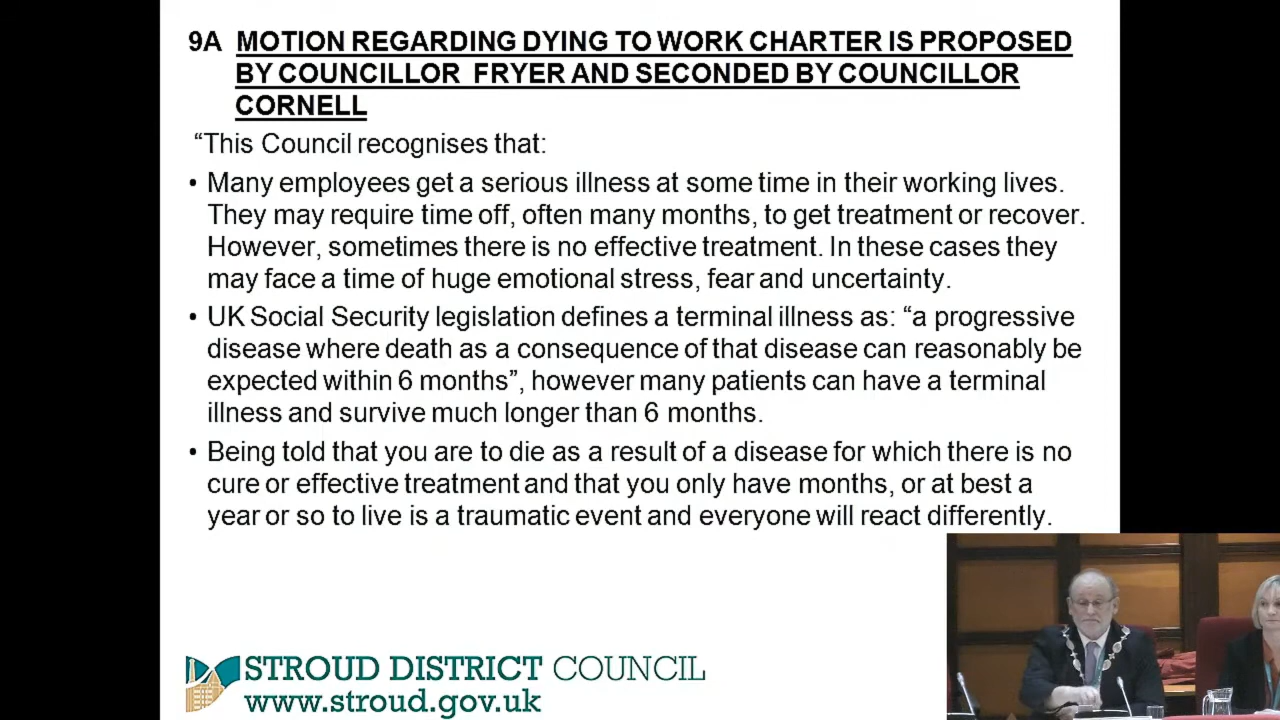 9A MOTION REGARDING DYING TO WORK CHARTER IS PROPOSED
BY COUNCILLOR FRYER AND SECONDED BY COUNCILLOR
CORNELL
“This Council recognises that:
• Many employees get a serious illness at some time in their working lives.
They may require time off, often many months, to get treatment or recover.
However, sometimes there is no effective treatment. In these cases they
may face a time of huge emotional stress, fear and uncertainty.
• UK Social Security legislation defines a terminal illness as: “a progressive
disease where death as a consequence of that disease can reasonably be
expected within 6 months”, however many patients can have a terminal
illness and survive much longer than 6 months.
• Being told that you are to die as a result of a disease for which there is no
cure or effective treatment and that you only have months, or at best a
year or so to live is a traumatic event and everyone will react differently.
STROUD DISTRICT COUNCIL
www.stroud.gov.uk